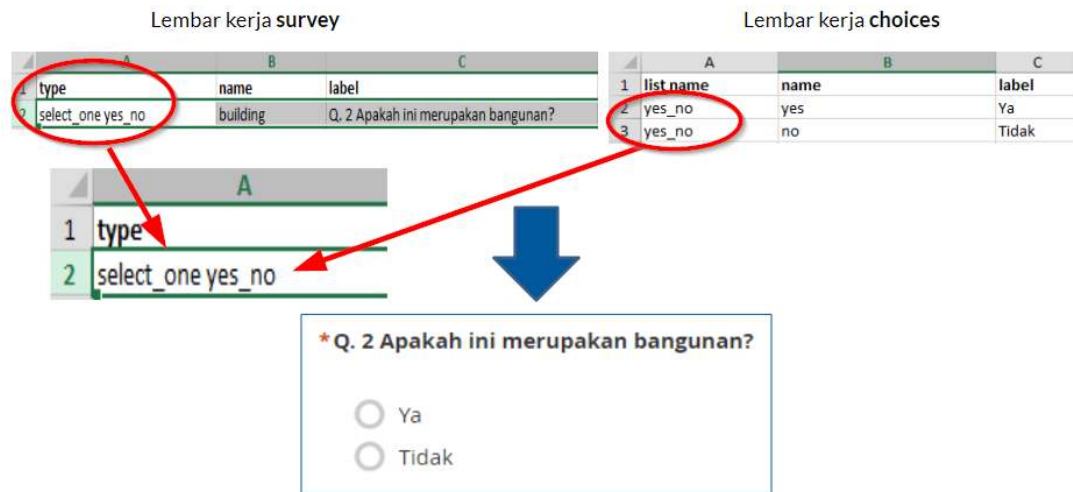 Lembar kerja survey
Lembar kerja choices
A B C
1 type name label
2 select_one yes_no building Q. 2 Apakah ini merupakan bangunan?
A B C
1 list name name label
2 yes_no yes Ya
3 yes_no no Tidak
A
1 type
2 select_one yes_no
*Q. 2 Apakah ini merupakan bangunan?
Ya
Tidak